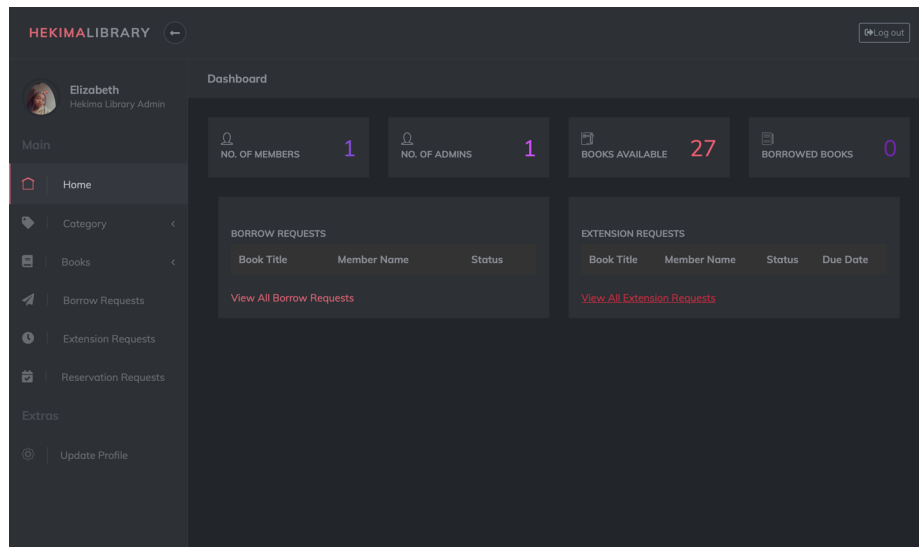 HEKIMALIBRARY
Log out
Elizabeth
Hekima Library Admin
Main
Home
Category
Books
Borrow Requests
Extension Requests
Reservation Requests
Extras
Update Profile
Dashboard
NO. OF MEMBERS 1
NO. OF ADMINS 1
BOOKS AVAILABLE 27
BORROWED BOOKS 0
BORROW REQUESTS
Book Title Member Name Status
View All Borrow Requests
EXTENSION REQUESTS
Book Title Member Name Status Due Date
View All Extension Requests